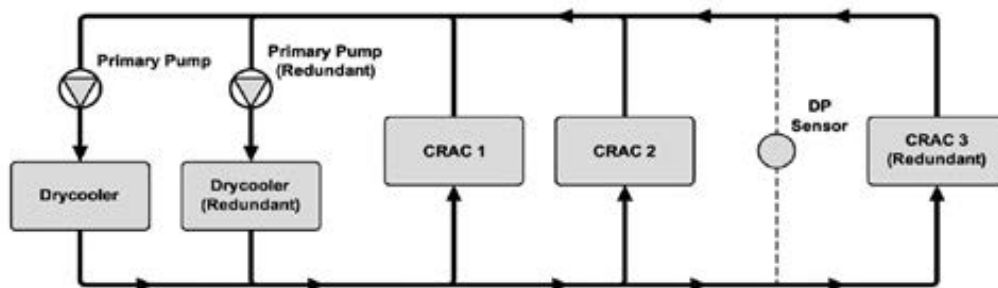 Primary Pump
Primary Pump
(Redundant)
DP
Sensor
CRAC 1
CRAC 2
CRAC 3
(Redundant)
Drycooler
Drycooler
(Redundant)